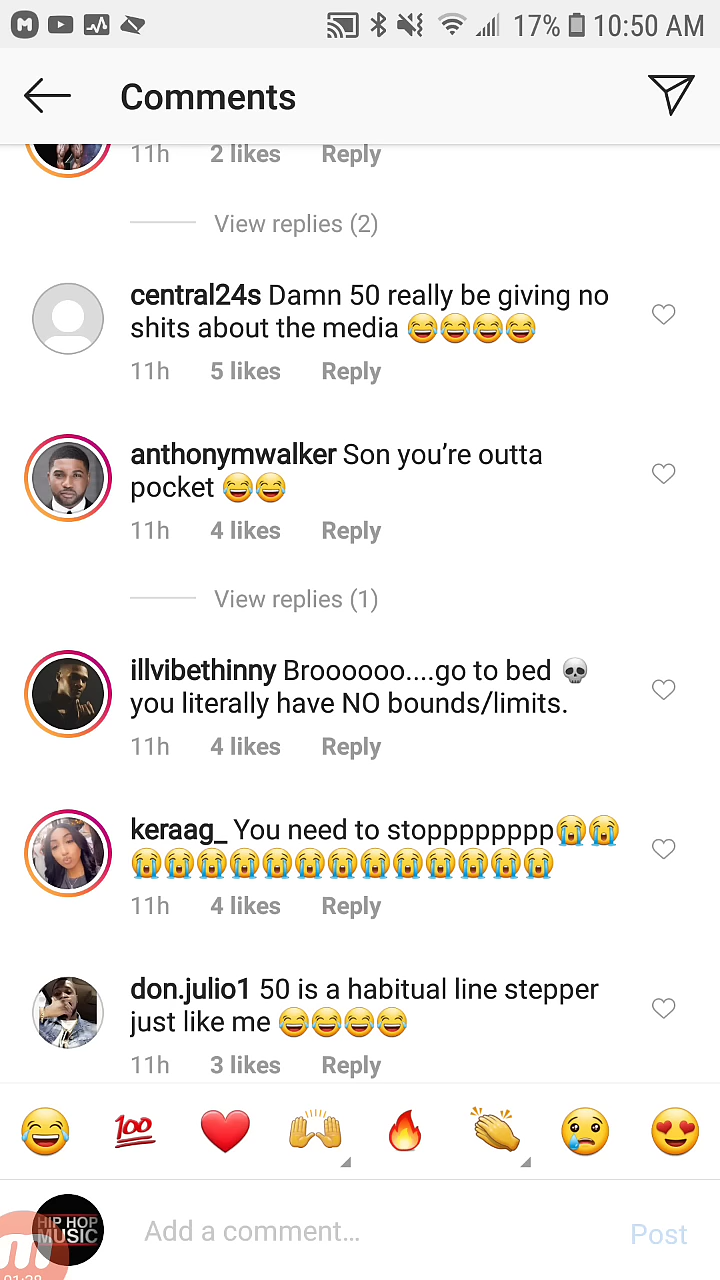 17% 10:50 AM
Comments
11h 2 likes Reply
View replies (2)
central24s Damn 50 really be giving no
shits about the media 😂😂😂😂
11h 5 likes Reply
anthonymwalker Son you’re outta
pocket 😂😂
11h 4 likes Reply
View replies (1)
illvibethinny Broooooo....go to bed 💀
you literally have NO bounds/limits.
11h 4 likes Reply
keraag_ You need to stopppppppp😭😭
😭😭😭😭😭😭😭😭😭😭😭😭😭
11h 4 likes Reply
don.julio1 50 is a habitual line stepper
just like me 😂😂😂😂
11h 3 likes Reply
😂 💯 ❤️ 🙌 🔥 👏 😢 😍
HIP HOP
MUSIC
Add a comment... Post